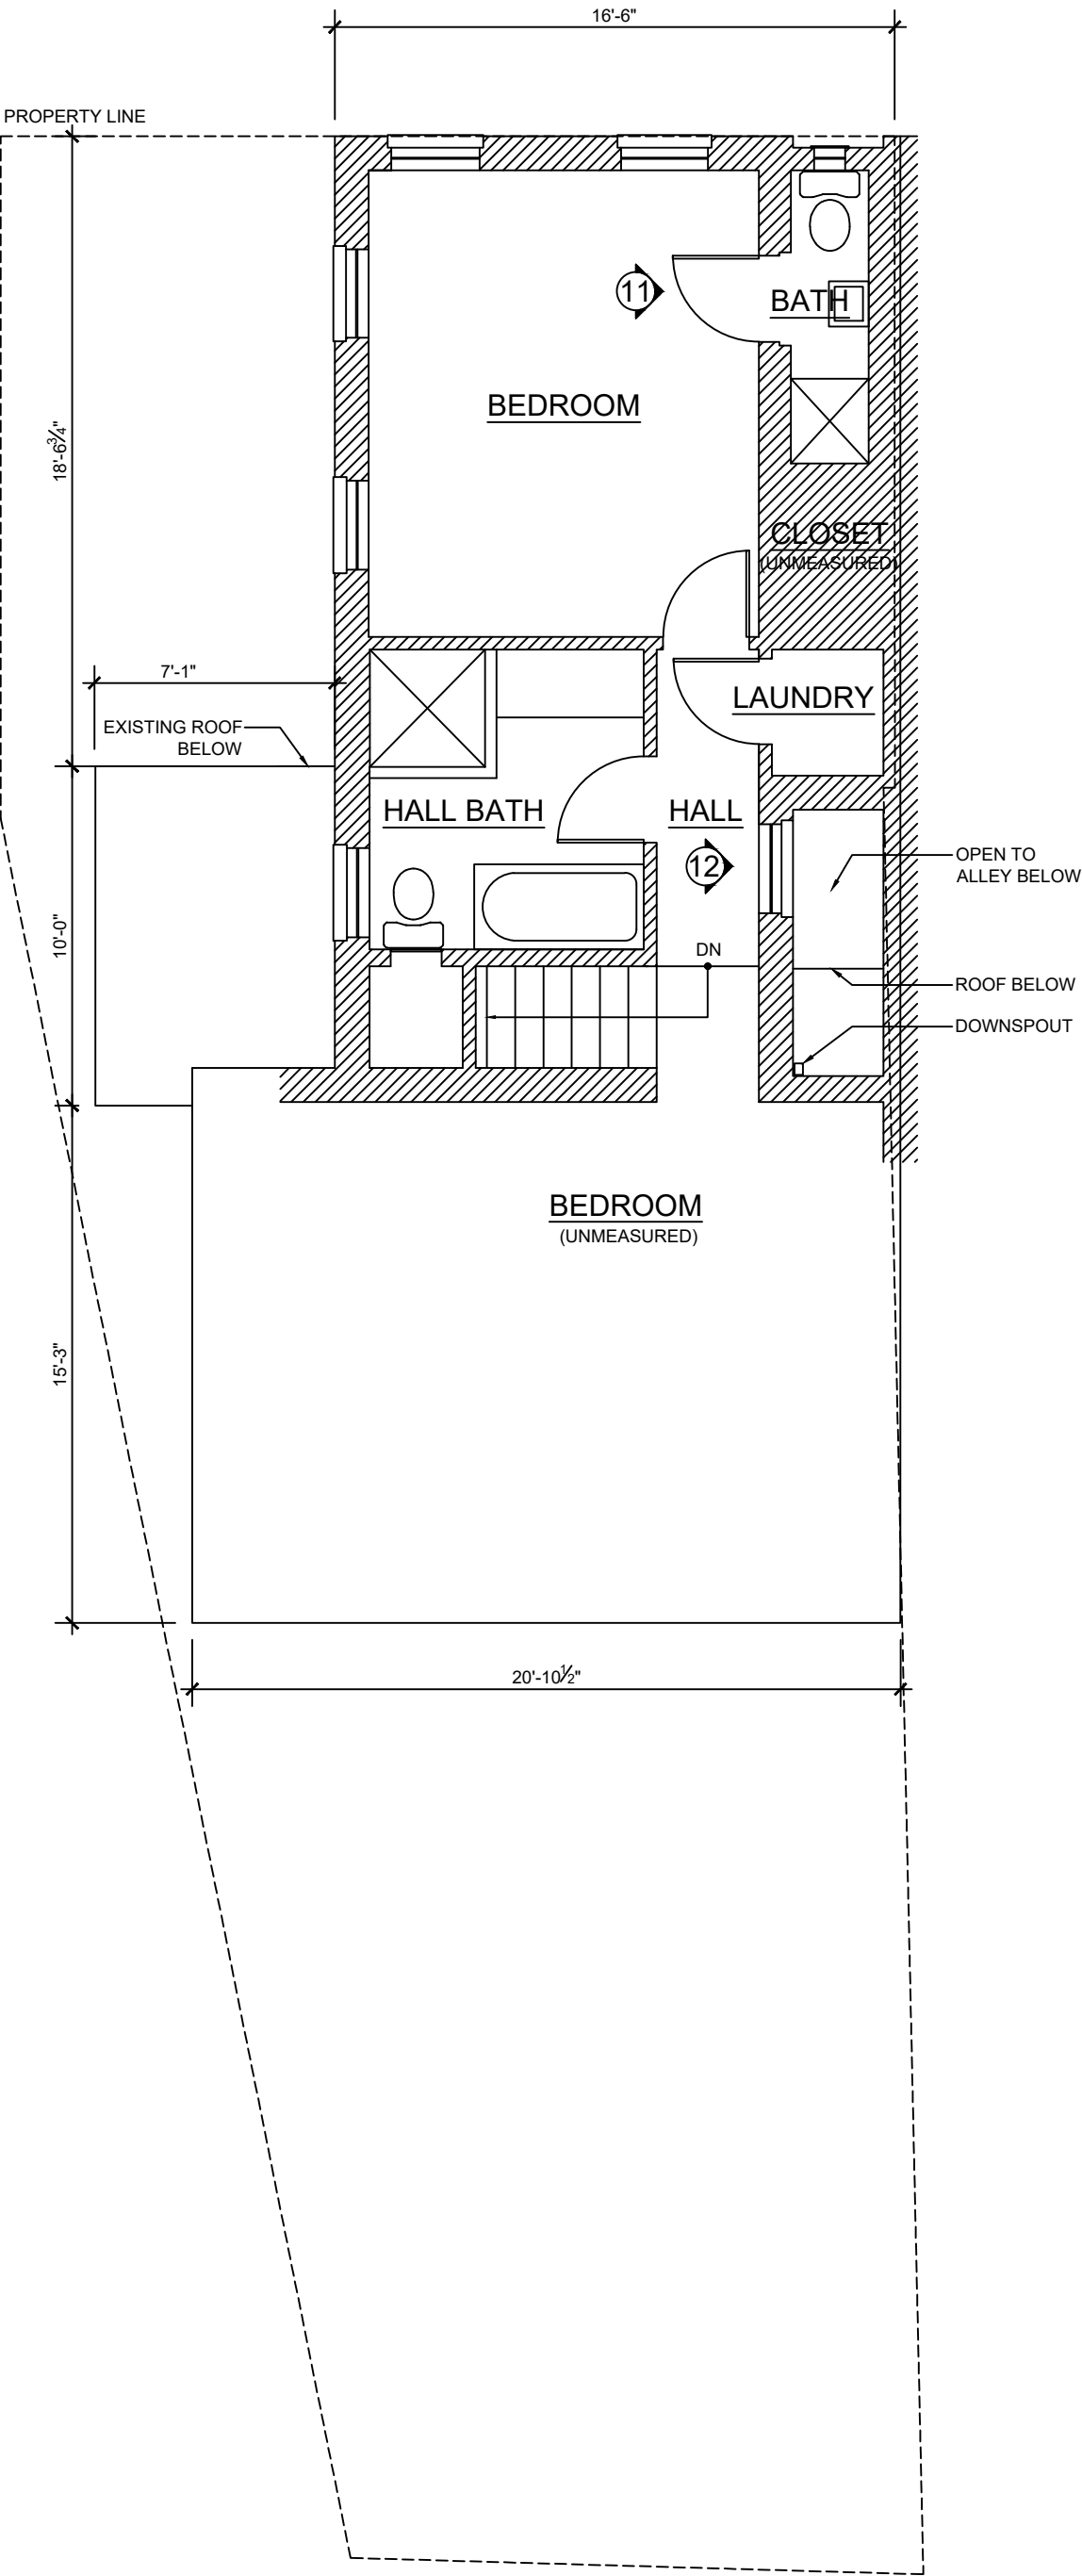 16'-6"
PROPERTY LINE
11
BATH
BEDROOM
18'-6¾"
CLOSET
(UNMEASURED)
7'-1"
LAUNDRY
EXISTING ROOF
BELOW
HALL BATH
HALL
12
OPEN TO
ALLEY BELOW
10'-0"
DN
ROOF BELOW
DOWNSPOUT
BEDROOM
(UNMEASURED)
15'-3"
20'-10½"